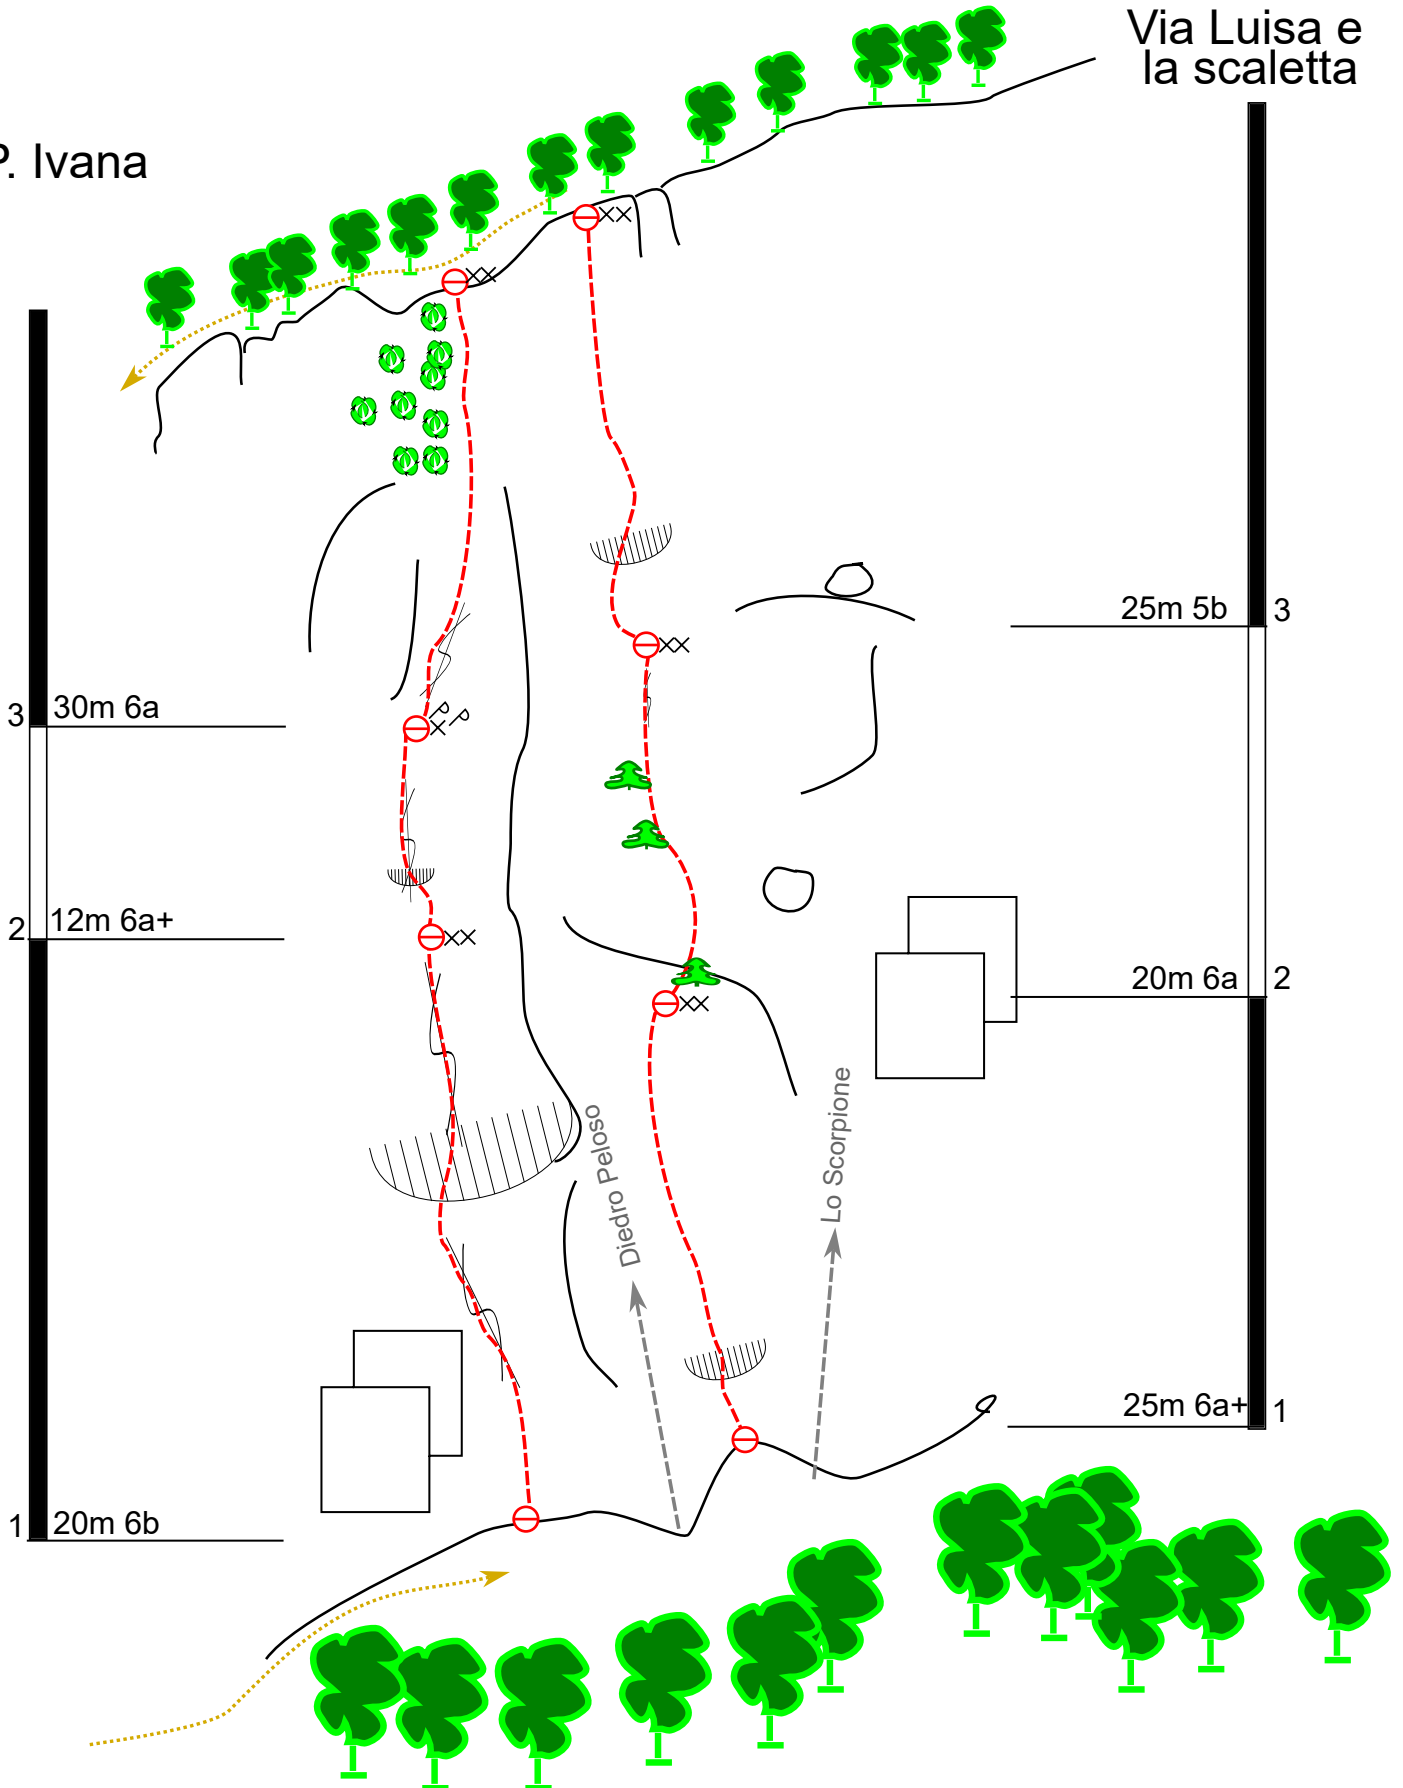 Via Luisa e
la scaletta
P. Ivana
25m 5b
3
3
30m 6a
2
12m 6a+
20m 6a
2
Diedro Peloso
Lo Scorpione
25m 6a+
1
1
20m 6b